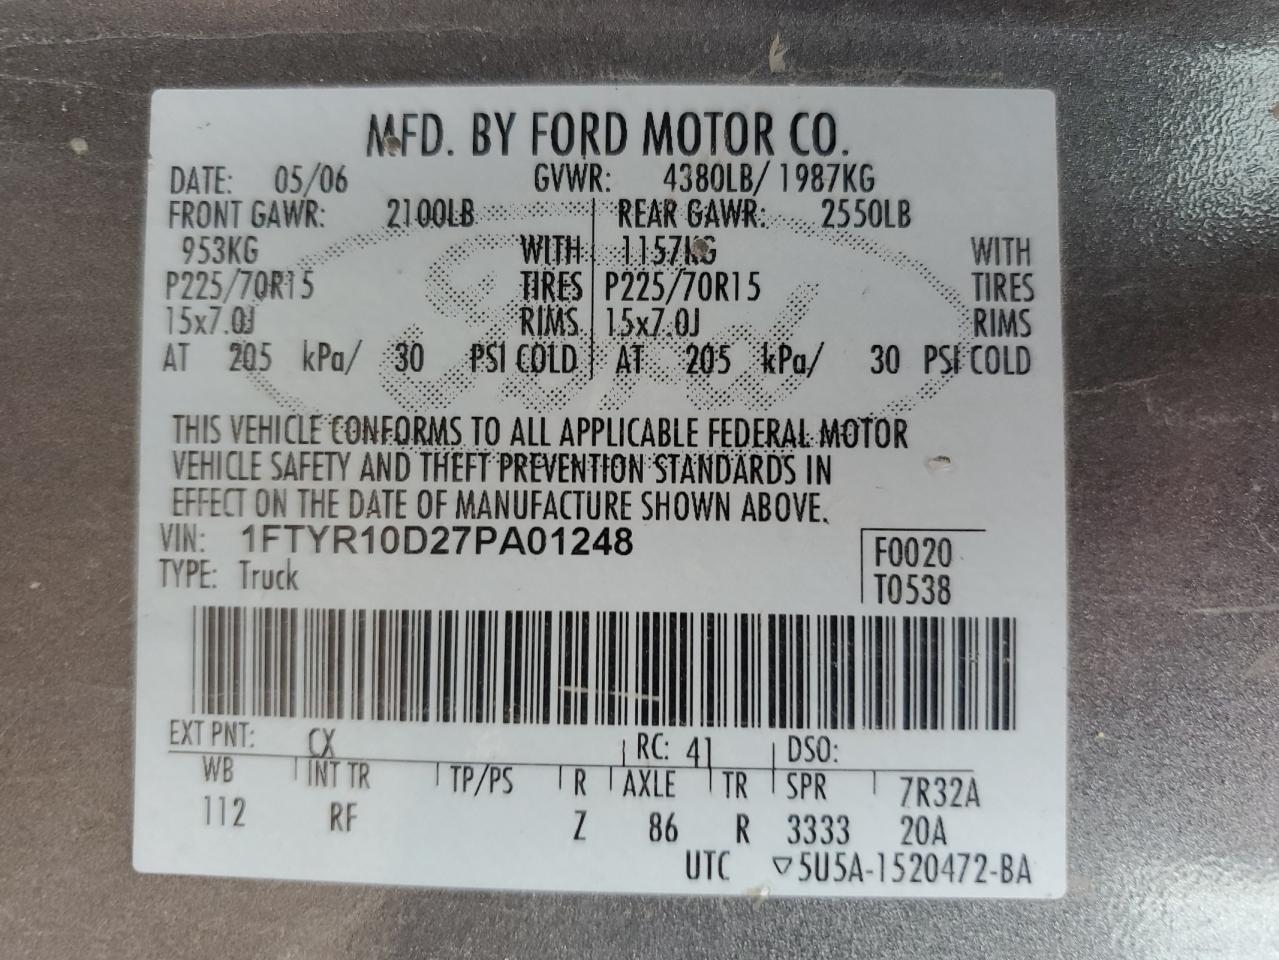 MFD. BY FORD MOTOR CO.
DATE: 05/06 GVWR: 4380LB/ 1987KG
FRONT GAWR: 2100LB REAR GAWR: 2550LB
953KG WITH 1157KG WITH
P225/70R15 TIRES P225/70R15 TIRES
15x7.0J RIMS 15x7.0J RIMS
AT 205 kPa/ 30 PSI COLD AT 205 kPa/ 30 PSI COLD
Ford
THIS VEHICLE CONFORMS TO ALL APPLICABLE FEDERAL MOTOR
VEHICLE SAFETY AND THEFT PREVENTION STANDARDS IN
EFFECT ON THE DATE OF MANUFACTURE SHOWN ABOVE.
VIN: 1FTYR10D27PA01248 F0020
TYPE: Truck T0538
EXT PNT: CX RC: 41 DSO:
WB INT TR TP/PS R AXLE TR SPR 7R32A
112 RF Z 86 R 3333 20A
UTC ▽5U5A-1520472-BA